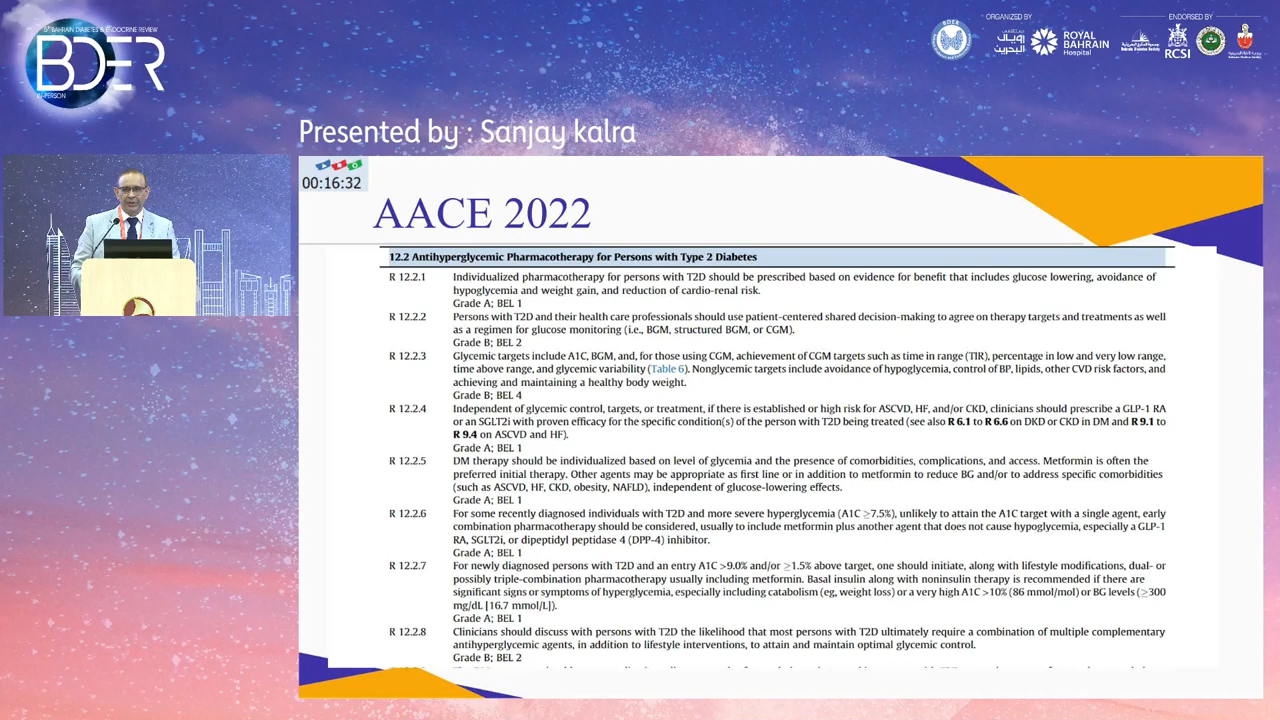 5th BAHRAIN DIABETES & ENDOCRINE REVIEW
BDER
IN-PERSON
ORGANIZED BY
BDER
ROYAL
BAHRAIN
Hospital
ENDORSED BY
RCSI
Presented by : Sanjay kalra
00:16:32
AACE 2022
12.2 Antihyperglycemic Pharmacotherapy for Persons with Type 2 Diabetes
R 12.2.1 Individualized pharmacotherapy for persons with T2D should be prescribed based on evidence for benefit that includes glucose lowering, avoidance of
hypoglycemia and weight gain, and reduction of cardio-renal risk.
Grade A; BEL 1
R 12.2.2 Persons with T2D and their health care professionals should use patient-centered shared decision-making to agree on therapy targets and treatments as well
as a regimen for glucose monitoring (i.e., BGM, structured BGM, or CGM).
Grade B; BEL 2
R 12.2.3 Glycemic targets include A1C, BGM, and, for those using CGM, achievement of CGM targets such as time in range (TIR), percentage in low and very low range,
time above range, and glycemic variability (Table 6). Nonglycemic targets include avoidance of hypoglycemia, control of BP, lipids, other CVD risk factors, and
achieving and maintaining a healthy body weight.
Grade B; BEL 4
R 12.2.4 Independent of glycemic control, targets, or treatment, if there is established or high risk for ASCVD, HF, and/or CKD, clinicians should prescribe a GLP-1 RA
or an SGLT2i with proven efficacy for the specific condition(s) of the person with T2D being treated (see also R 6.1 to R 6.6 on DKD or CKD in DM and R 9.1 to
R 9.4 on ASCVD and HF).
Grade A; BEL 1
R 12.2.5 DM therapy should be individualized based on level of glycemia and the presence of comorbidities, complications, and access. Metformin is often the
preferred initial therapy. Other agents may be appropriate as first line or in addition to metformin to reduce BG and/or to address specific comorbidities
(such as ASCVD, HF, CKD, obesity, NAFLD), independent of glucose-lowering effects.
Grade A; BEL 1
R 12.2.6 For some recently diagnosed individuals with T2D and more severe hyperglycemia (A1C ≥7.5%), unlikely to attain the A1C target with a single agent, early
combination pharmacotherapy should be considered, usually to include metformin plus another agent that does not cause hypoglycemia, especially a GLP-1
RA, SGLT2i, or dipeptidyl peptidase 4 (DPP-4) inhibitor.
Grade A; BEL 1
R 12.2.7 For newly diagnosed persons with T2D and an entry A1C >9.0% and/or ≥1.5% above target, one should initiate, along with lifestyle modifications, dual- or
possibly triple-combination pharmacotherapy usually including metformin. Basal insulin along with noninsulin therapy is recommended if there are
significant signs or symptoms of hyperglycemia, especially including catabolism (eg, weight loss) or a very high A1C >10% (86 mmol/mol) or BG levels (≥300
mg/dL [16.7 mmol/L]).
Grade A; BEL 1
R 12.2.8 Clinicians should discuss with persons with T2D the likelihood that most persons with T2D ultimately require a combination of multiple complementary
antihyperglycemic agents, in addition to lifestyle interventions, to attain and maintain optimal glycemic control.
Grade B; BEL 2